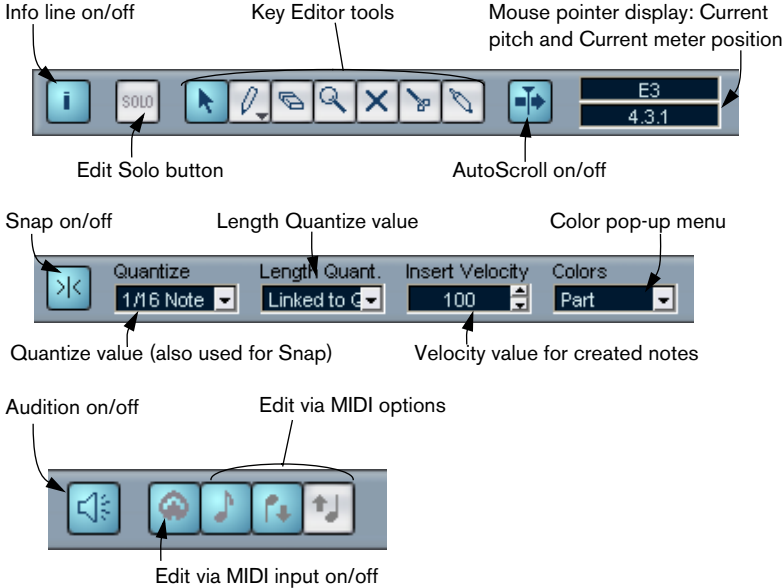 Info line on/off
Key Editor tools
Mouse pointer display: Current
pitch and Current meter position
i
SOLO
E3
4.3.1
Edit Solo button
AutoScroll on/off
Snap on/off
Length Quantize value
Color pop-up menu
Quantize
Length Quant.
Insert Velocity
Colors
1/16 Note
Linked to Q
100
Part
Quantize value (also used for Snap)
Velocity value for created notes
Audition on/off
Edit via MIDI options
Edit via MIDI input on/off